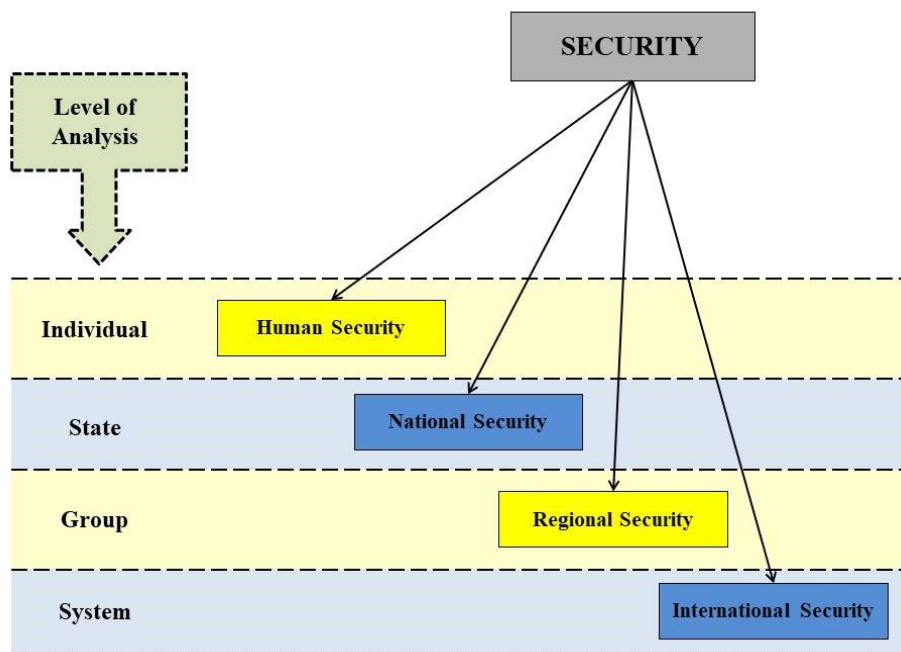 SECURITY
Level of
Analysis
Individual
Human Security
State
National Security
Group
Regional Security
System
International Security